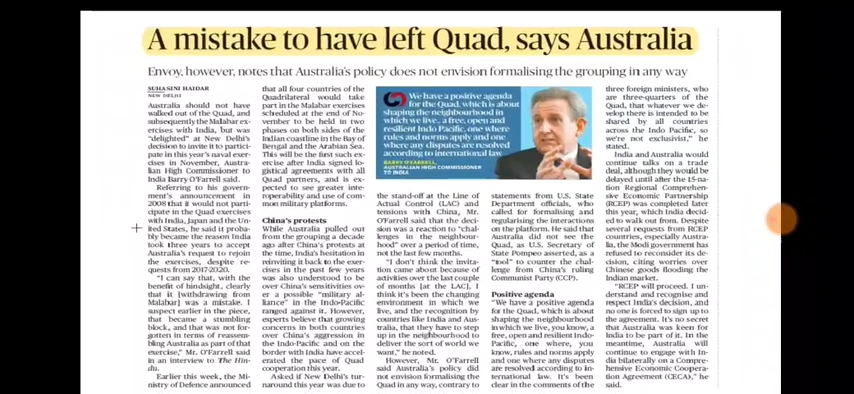 A mistake to have left Quad, says Australia
Envoy, however, notes that Australia's policy does not envision formalising the grouping in any way
SUHASINI HAIDAR
NEW DELHI
Australia should not have
walked out of the Quad, and
subsequently the Malabar ex-
ercises with India, but was
"delighted" at New Delhi's
decision to invite it to partici-
pate in this year's naval exer-
cises in November, Austra-
lian High Commissioner to
India Barry O'Farrell said.
Referring to his govern-
ment's announcement in
2008 that it would not parti-
cipate in the Quad exercises
with India, Japan and the Un-
ited States, he said it proba-
bly became the reason India
took three years to accept
Australia's request to rejoin
the exercises, despite re-
quests from 2017-2020.
"I can say that, with the
benefit of hindsight, clearly
that it [withdrawing from
Malabar] was a mistake. I
suspect earlier in the piece,
that became a stumbling
block, and that was not for-
gotten in terms of reassem-
bling Australia as part of that
exercise," Mr. O'Farrell said
in an interview to The Hin-
du.
Earlier this week, the Mi-
nistry of Defence announced
that all four countries of the
Quadrilateral would take
part in the Malabar exercises
scheduled at the end of No-
vember to be held in two
phases on both sides of the
Indian coastline in the Bay of
Bengal and the Arabian Sea.
This will be the first such ex-
ercise after India signed lo-
gistical agreements with all
Quad partners, and is ex-
pected to see greater inte-
roperability and use of com-
mon military platforms.
China's protests
While Australia pulled out
from the grouping a decade
ago after China's protests at
the time, India's hesitation in
reinviting it back to the exer-
cises in the past few years
was also understood to be
over China's sensitivities ov-
er a possible "military al-
liance" in the Indo-Pacific
ranged against it. However,
experts believe that growing
concerns in both countries
over China's aggression in
the Indo-Pacific and on the
border with India have accel-
erated the pace of Quad
cooperation this year.
Asked if New Delhi's tur-
naround this year was due to
We have a positive agenda
for the Quad, which is about
shaping the neighbourhood in
which we live, a free, open and
resilient Indo Pacific, one where
rules and norms apply and
one where any disputes
are resolved according
to international law
BARRY O'FARRELL,
AUSTRALIAN HIGH COMMISSIONER
TO INDIA
the stand-off at the Line of
Actual Control (LAC) and
tensions with China, Mr.
O'Farrell said that the deci-
sion was a reaction to "chal-
lenges in the neighbour-
hood" over a period of time,
not the last few months.
"I don't think the invita-
tion came about because of
activities over the last couple
of months [at the LAC], I
think it's been the changing
environment in which we
live, and the recognition by
countries like India and Aus-
tralia, that they have to step
up in the neighbourhood to
deliver the sort of world we
want," he noted.
However, Mr. O'Farrell
said Australia's policy did
not envision formalising the
Quad in any way, contrary to
statements from U.S. State
Department officials, who
called for formalising and
regularising the interactions
on the platform. He said that
Australia did not see the
Quad, as U.S. Secretary of
State Pompeo asserted, as a
"tool" to counter the chal-
lenge from China's ruling
Communist Party (CCP).
Positive agenda
"We have a positive agenda
for the Quad, which is about
shaping the neighbourhood
in which we live, you know, a
free, open and resilient Indo-
Pacific, one where, you
know, rules and norms apply
and one where any disputes
are resolved according to in-
ternational law. It's been
clear in the comments of the
three foreign ministers, who
are three-quarters of the
Quad, that whatever we de-
velop there is intended to be
shared by all countries
across the Indo Pacific, so
we're not exclusivist," he
stated.
India and Australia would
continue talks on a trade
deal, although they would be
delayed until after the 15-na-
tion Regional Comprehen-
sive Economic Partnership
(RCEP) was completed later
this year, which India decid-
ed to walk out from. Despite
several requests from RCEP
countries, especially Austra-
lia, the Modi government has
refused to reconsider its de-
cision, citing worries over
Chinese goods flooding the
Indian market.
"RCEP will proceed. I un-
derstand and recognise and
respect India's decision, and
no one is forced to sign up to
the agreement. It's no secret
that Australia was keen for
India to be part of it. In the
meantime, Australia will
continue to engage with In-
dia bilaterally on a Compre-
hensive Economic Coopera-
tion Agreement (CECA)," he
said.